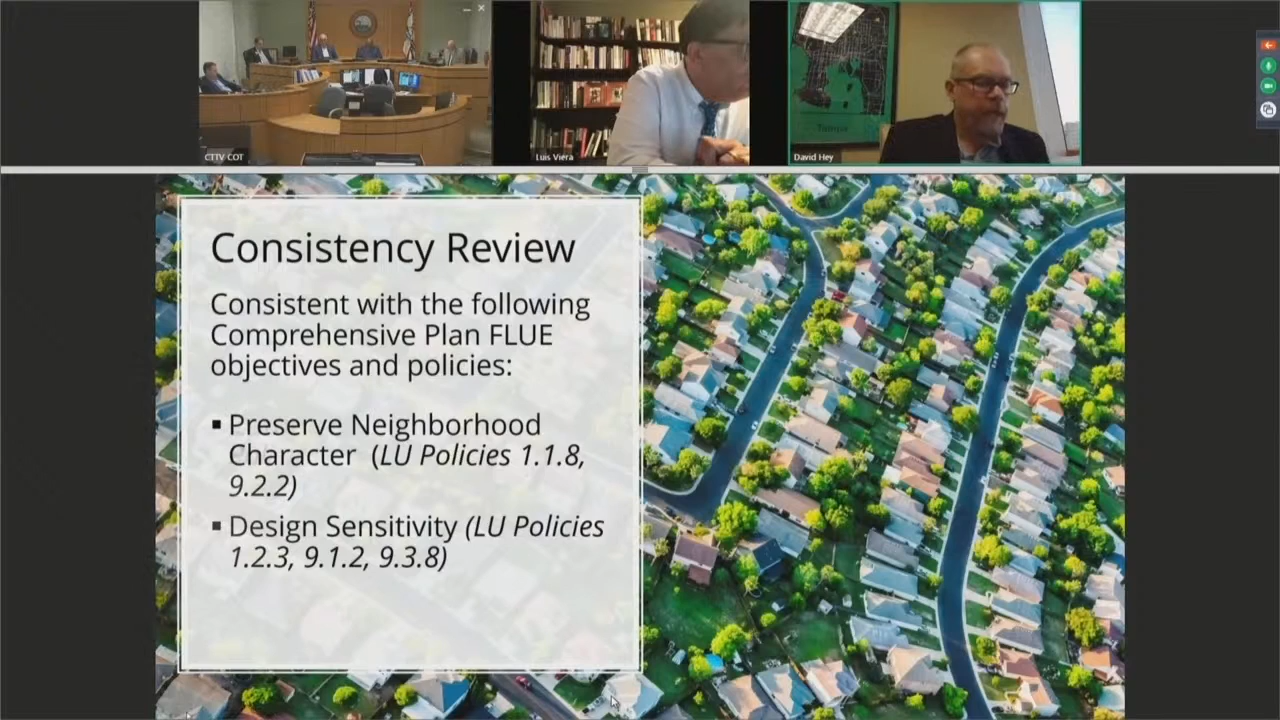 CTTV COT
Luis Viera
Tampa
David Hey
Consistency Review
Consistent with the following
Comprehensive Plan FLUE
objectives and policies:
▪ Preserve Neighborhood
Character (LU Policies 1.1.8,
9.2.2)
▪ Design Sensitivity (LU Policies
1.2.3, 9.1.2, 9.3.8)